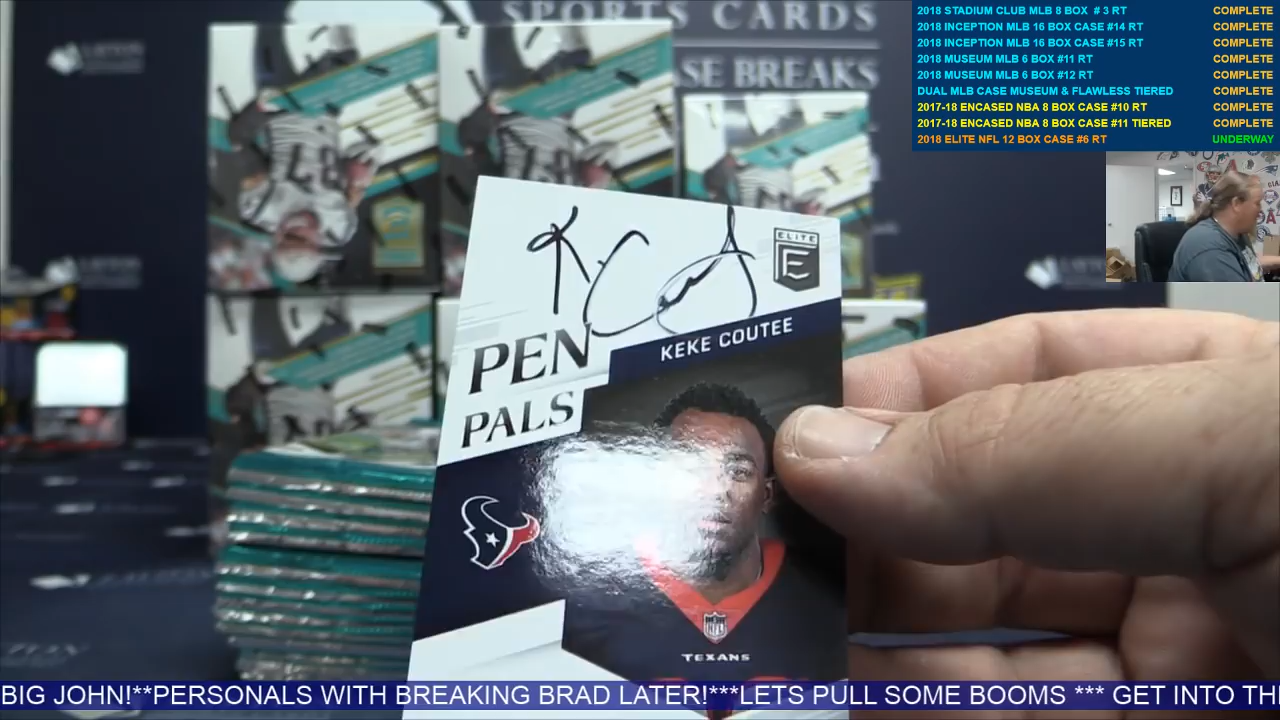 2018 STADIUM CLUB MLB 8 BOX # 3 RT COMPLETE
2018 INCEPTION MLB 16 BOX CASE #14 RT COMPLETE
2018 INCEPTION MLB 16 BOX CASE #15 RT COMPLETE
2018 MUSEUM MLB 6 BOX #11 RT COMPLETE
2018 MUSEUM MLB 6 BOX #12 RT COMPLETE
DUAL MLB CASE MUSEUM & FLAWLESS TIERED COMPLETE
2017-18 ENCASED NBA 8 BOX CASE #10 RT COMPLETE
2017-18 ENCASED NBA 8 BOX CASE #11 TIERED COMPLETE
2018 ELITE NFL 12 BOX CASE #6 RT UNDERWAY
SPORTS CARDS
SE BREAKS
ELITE
E
KEKE COUTEE
PEN
PALS
NFL
TEXANS
BIG JOHN!**PERSONALS WITH BREAKING BRAD LATER!***LETS PULL SOME BOOMS *** GET INTO TH